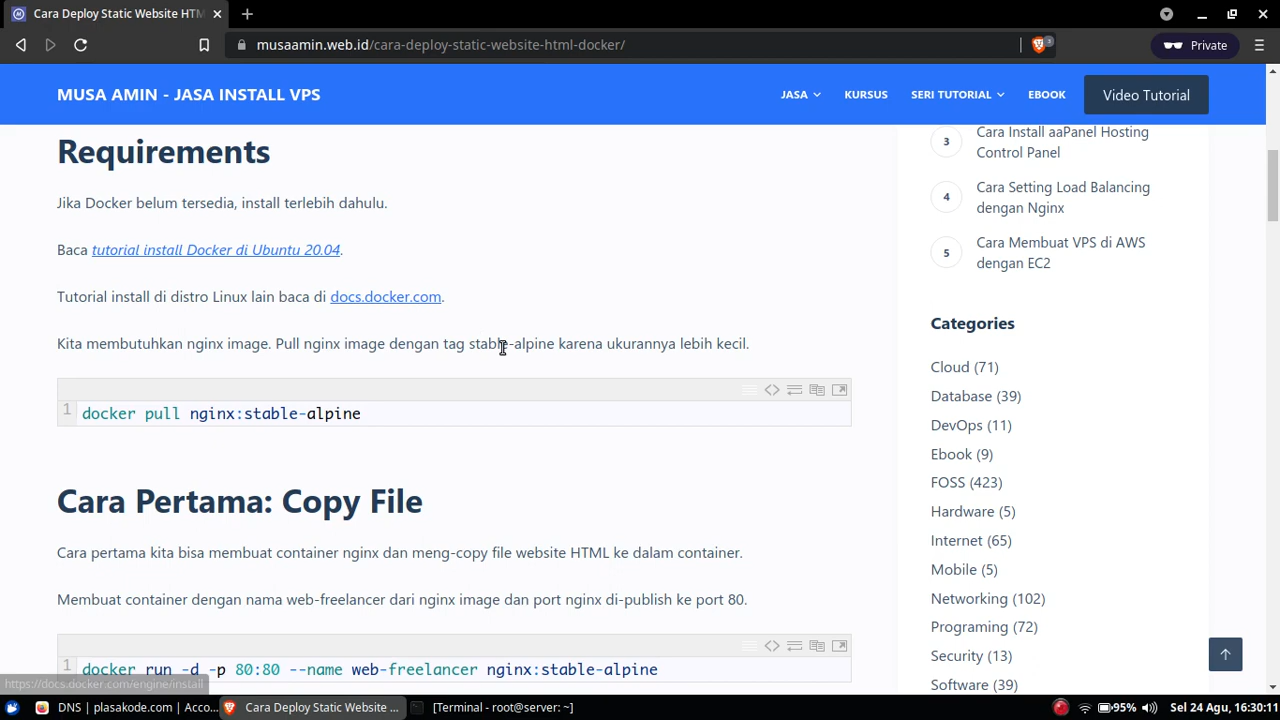 Cara Deploy Static Website HTM
musaamin.web.id/cara-deploy-static-website-html-docker/
3
Private
MUSA AMIN - JASA INSTALL VPS
JASA
KURSUS
SERI TUTORIAL
EBOOK
Video Tutorial
Requirements
Jika Docker belum tersedia, install terlebih dahulu.
Baca tutorial install Docker di Ubuntu 20.04.
Tutorial install di distro Linux lain baca di docs.docker.com.
Kita membutuhkan nginx image. Pull nginx image dengan tag stable-alpine karena ukurannya lebih kecil.
1 docker pull nginx:stable-alpine
Cara Pertama: Copy File
Cara pertama kita bisa membuat container nginx dan meng-copy file website HTML ke dalam container.
Membuat container dengan nama web-freelancer dari nginx image dan port nginx di-publish ke port 80.
1 docker run -d -p 80:80 --name web-freelancer nginx:stable-alpine
3 Cara Install aaPanel Hosting
Control Panel
4 Cara Setting Load Balancing
dengan Nginx
5 Cara Membuat VPS di AWS
dengan EC2
Categories
Cloud (71)
Database (39)
DevOps (11)
Ebook (9)
FOSS (423)
Hardware (5)
Internet (65)
Mobile (5)
Networking (102)
Programing (72)
Security (13)
Software (39)
https://docs.docker.com/engine/install
DNS | plasakode.com | Acco...
Cara Deploy Static Website ...
[Terminal - root@server: ~]
95%
Sel 24 Agu, 16:30:11